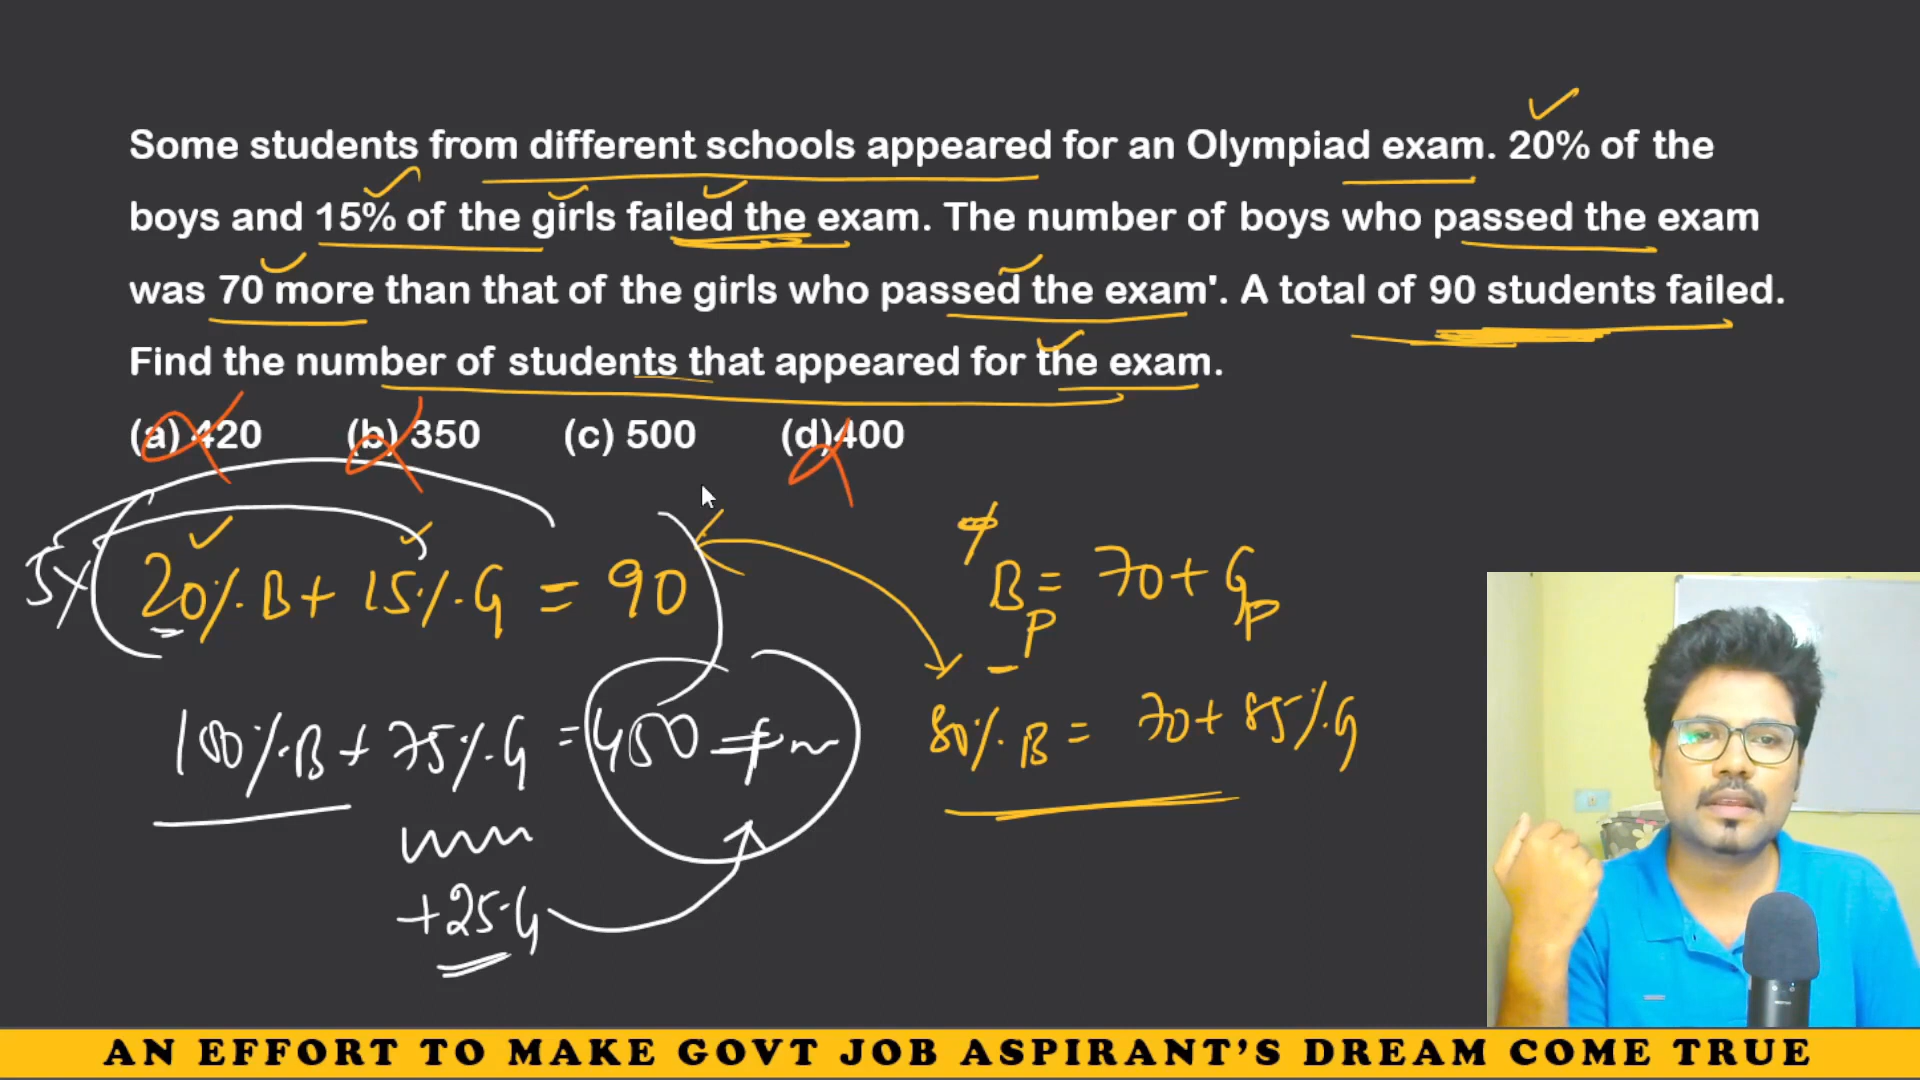 Some students from different schools appeared for an Olympiad exam. 20% of the
boys and 15% of the girls failed the exam. The number of boys who passed the exam
was 70 more than that of the girls who passed the exam'. A total of 90 students failed.
Find the number of students that appeared for the exam.
(a) 420 (b) 350 (c) 500 (d) 400
5x
20%.B + 15%.G = 90
Bp = 70 + Gp
100%.B + 75%.G = 450
80%.B = 70 + 85%.G
+25.G
AN EFFORT TO MAKE GOVT JOB ASPIRANT'S DREAM COME TRUE